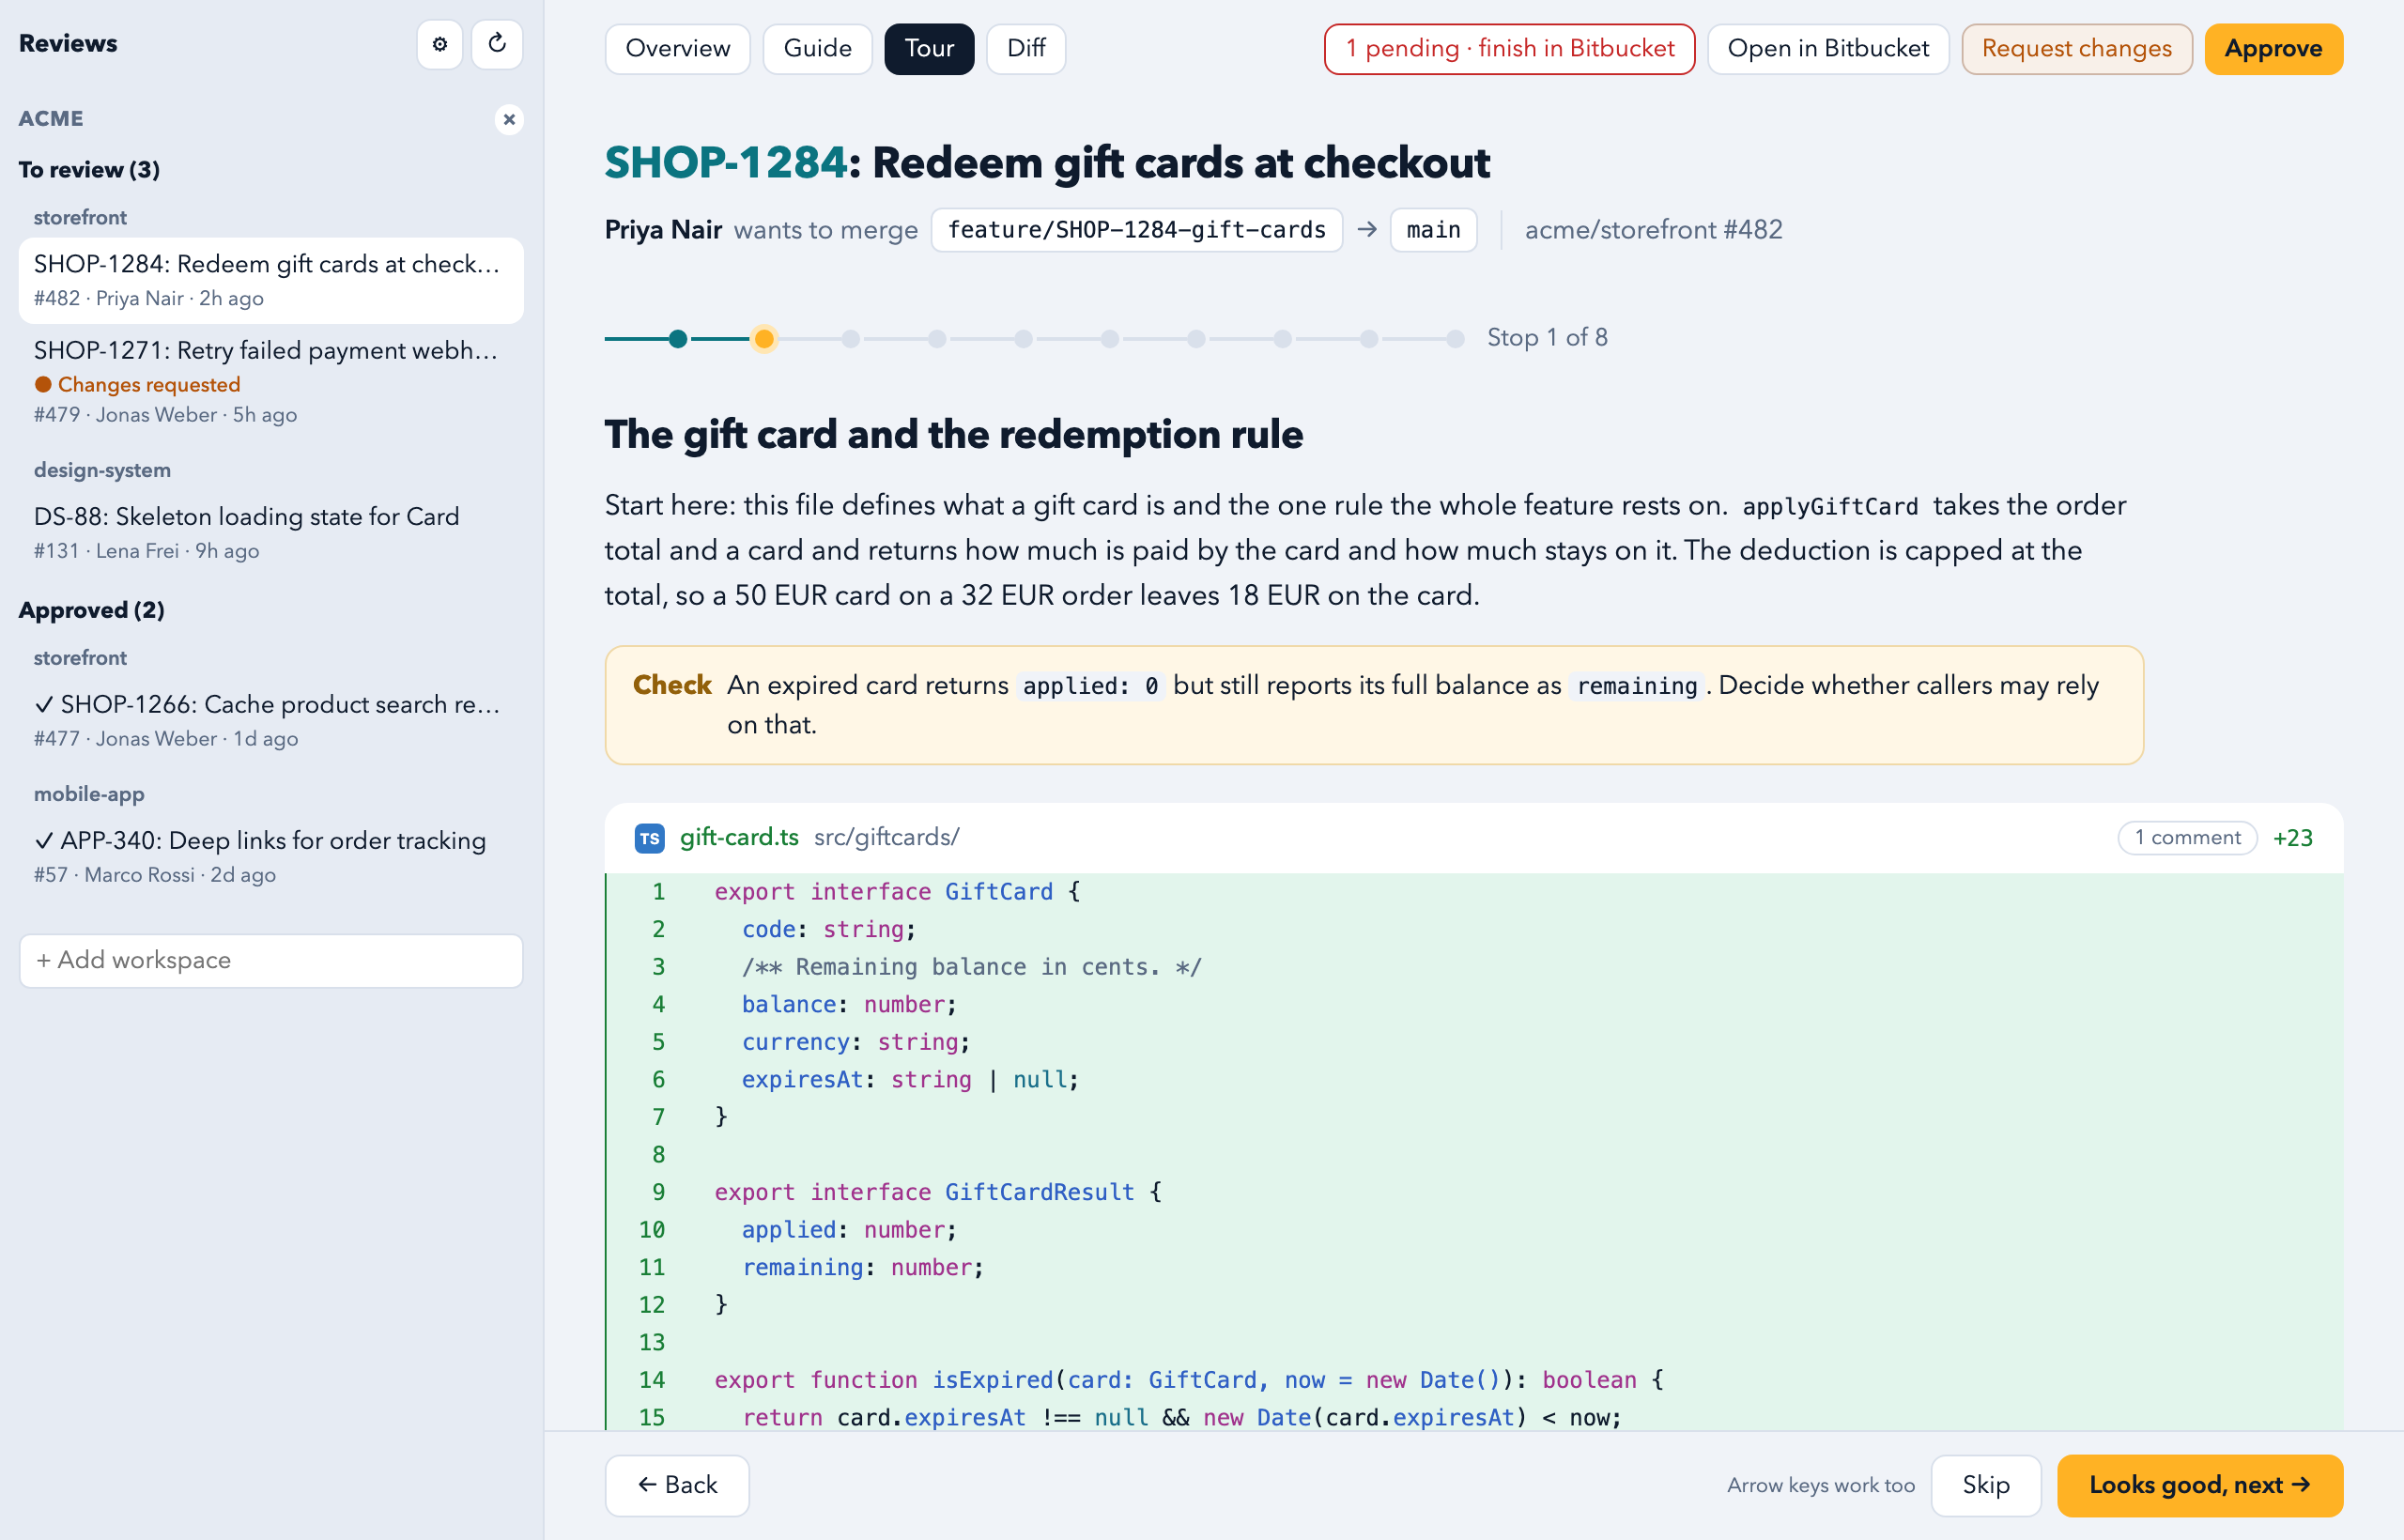 Reviews
ACME
To review (3)
storefront
SHOP-1284: Redeem gift cards at check…
#482 · Priya Nair · 2h ago
SHOP-1271: Retry failed payment webh…
Changes requested
#479 · Jonas Weber · 5h ago
design-system
DS-88: Skeleton loading state for Card
#131 · Lena Frei · 9h ago
Approved (2)
storefront
✓ SHOP-1266: Cache product search re…
#477 · Jonas Weber · 1d ago
mobile-app
✓ APP-340: Deep links for order tracking
#57 · Marco Rossi · 2d ago
+ Add workspace
Overview Guide Tour Diff
1 pending · finish in Bitbucket Open in Bitbucket Request changes Approve
SHOP-1284: Redeem gift cards at checkout
Priya Nair wants to merge feature/SHOP-1284-gift-cards → main acme/storefront #482
Stop 1 of 8
The gift card and the redemption rule
Start here: this file defines what a gift card is and the one rule the whole feature rests on. applyGiftCard takes the order
total and a card and returns how much is paid by the card and how much stays on it. The deduction is capped at the
total, so a 50 EUR card on a 32 EUR order leaves 18 EUR on the card.
Check An expired card returns applied: 0 but still reports its full balance as remaining. Decide whether callers may rely
on that.
TS gift-card.ts src/giftcards/ 1 comment +23
1 export interface GiftCard {
2 code: string;
3 /** Remaining balance in cents. */
4 balance: number;
5 currency: string;
6 expiresAt: string | null;
7 }
8
9 export interface GiftCardResult {
10 applied: number;
11 remaining: number;
12 }
13
14 export function isExpired(card: GiftCard, now = new Date()): boolean {
15 return card.expiresAt !== null && new Date(card.expiresAt) < now;
← Back
Arrow keys work too Skip Looks good, next →